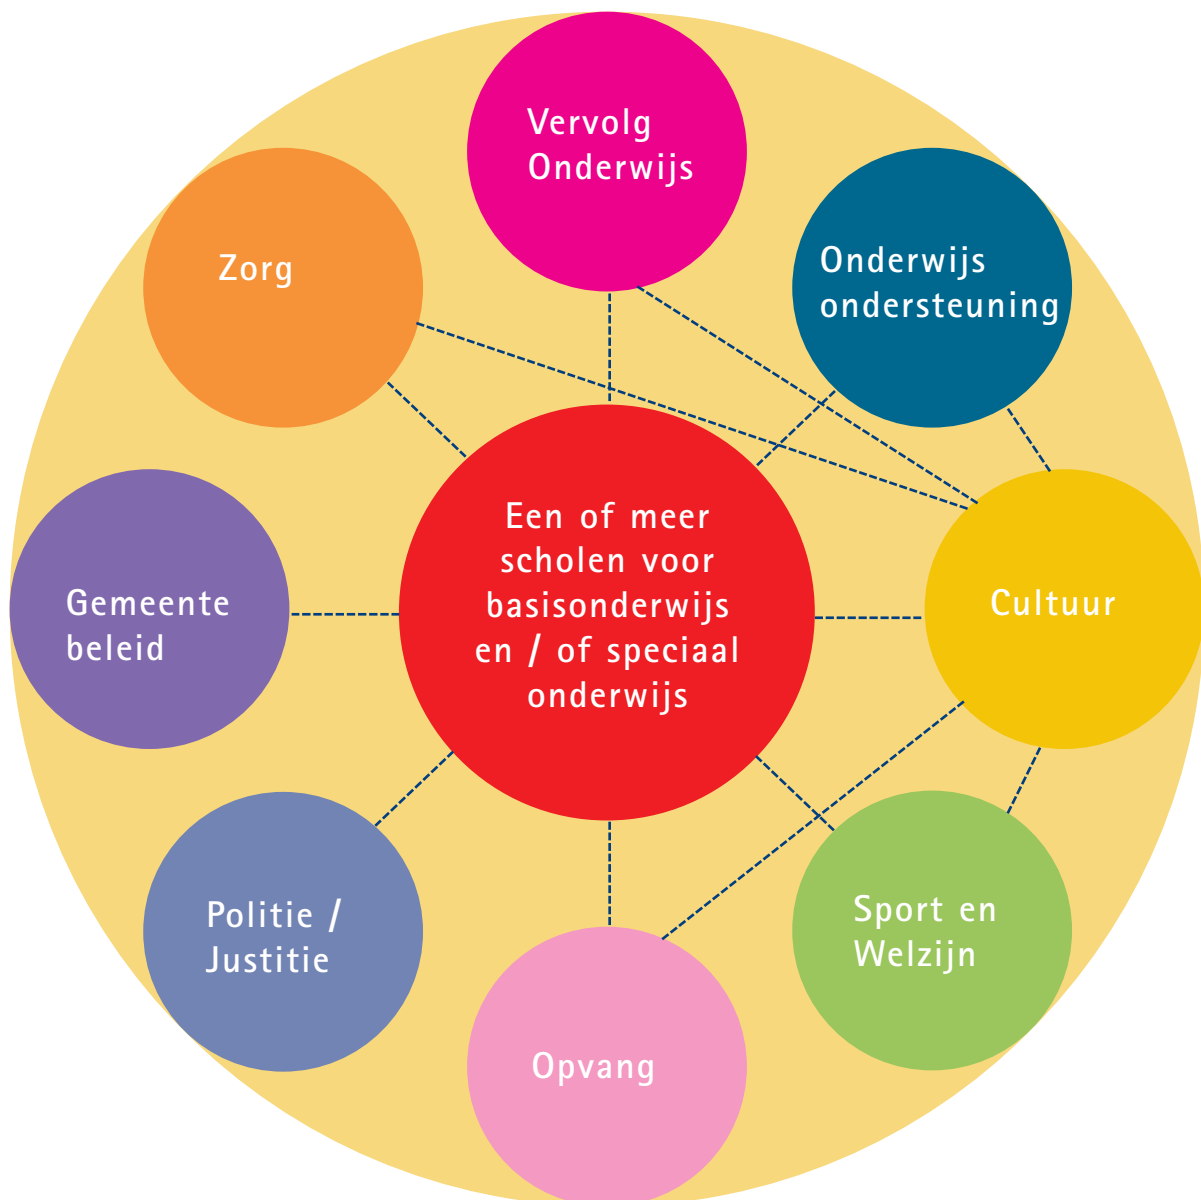 Vervolg
Onderwijs
Zorg
Onderwijs
ondersteuning
Een of meer
scholen voor
basisonderwijs
en / of speciaal
onderwijs
Gemeente
beleid
Cultuur
Politie /
Justitie
Sport en
Welzijn
Opvang